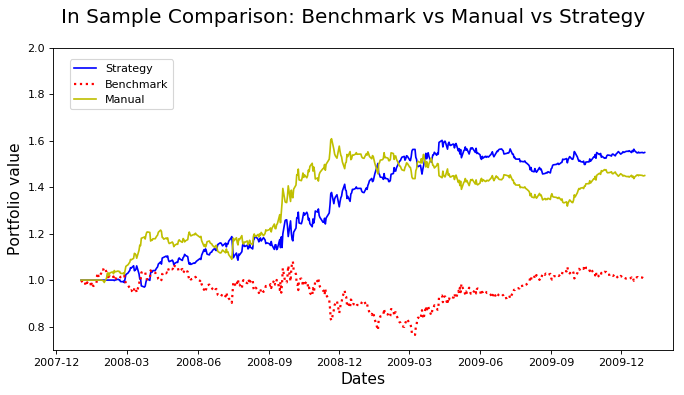 In Sample Comparison: Benchmark vs Manual vs Strategy
Portfolio value
2.0
1.8
1.6
1.4
1.2
1.0
0.8
Strategy
Benchmark
Manual
2007-12 2008-03 2008-06 2008-09 2008-12 2009-03 2009-06 2009-09 2009-12
Dates